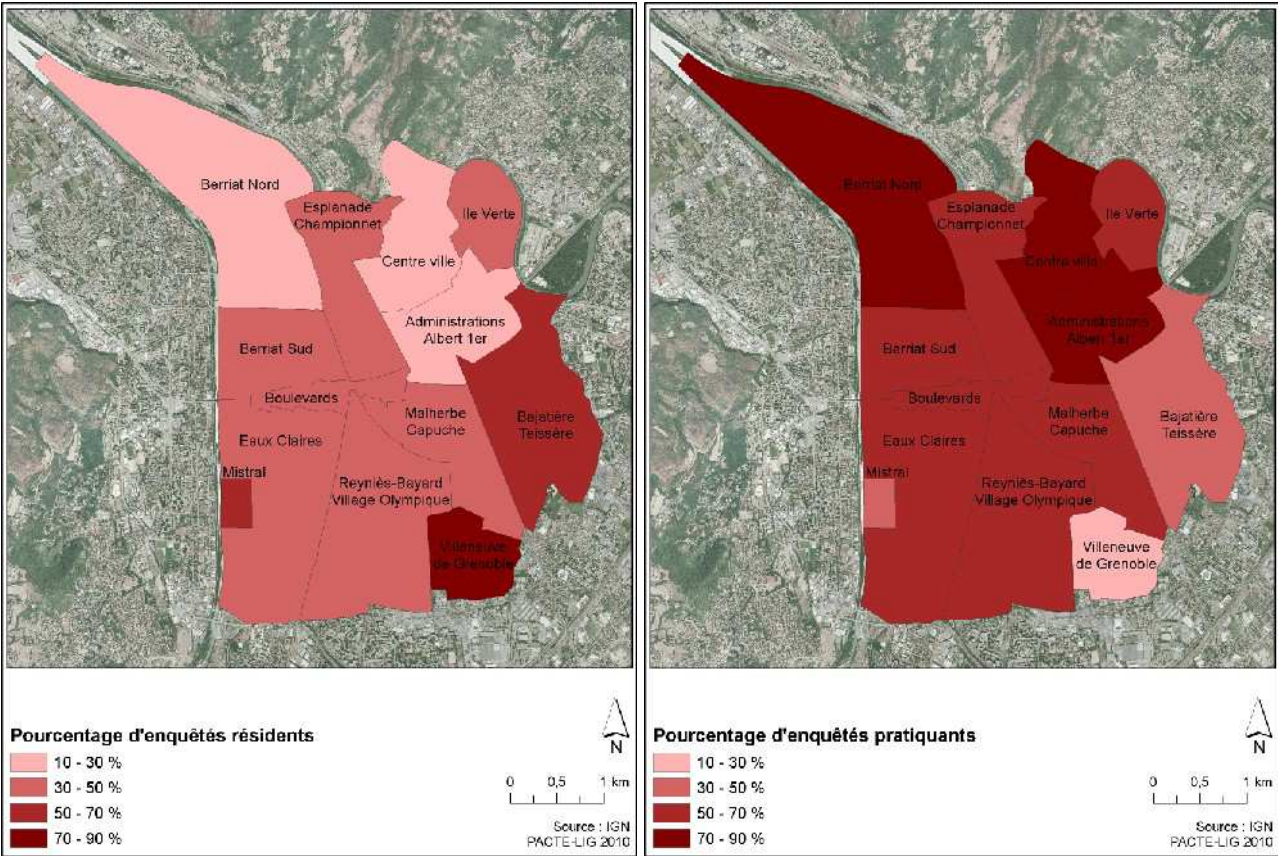 Berriat Nord
Esplanade
Championnet
Ile Verte
Centre ville
Administrations
Albert 1er
Berriat Sud
Boulevards
Malherbe
Capuche
Bajatière
Teissère
Eaux Claires
Mistral
Reyniès-Bayard
Village Olympique
Villeneuve
de Grenoble
Pourcentage d'enquêtés résidents
10 - 30 %
30 - 50 %
50 - 70 %
70 - 90 %
N
0 0,5 1 km
Source : IGN
PACTE-LIG 2010
Berriat Nord
Esplanade
Championnet
Ile Verte
Centre ville
Administrations
Albert 1er
Berriat Sud
Boulevards
Malherbe
Capuche
Bajatière
Teissère
Eaux Claires
Mistral
Reyniès-Bayard
Village Olympique
Villeneuve
de Grenoble
Pourcentage d'enquêtés pratiquants
10 - 30 %
30 - 50 %
50 - 70 %
70 - 90 %
N
0 0,5 1 km
Source : IGN
PACTE-LIG 2010